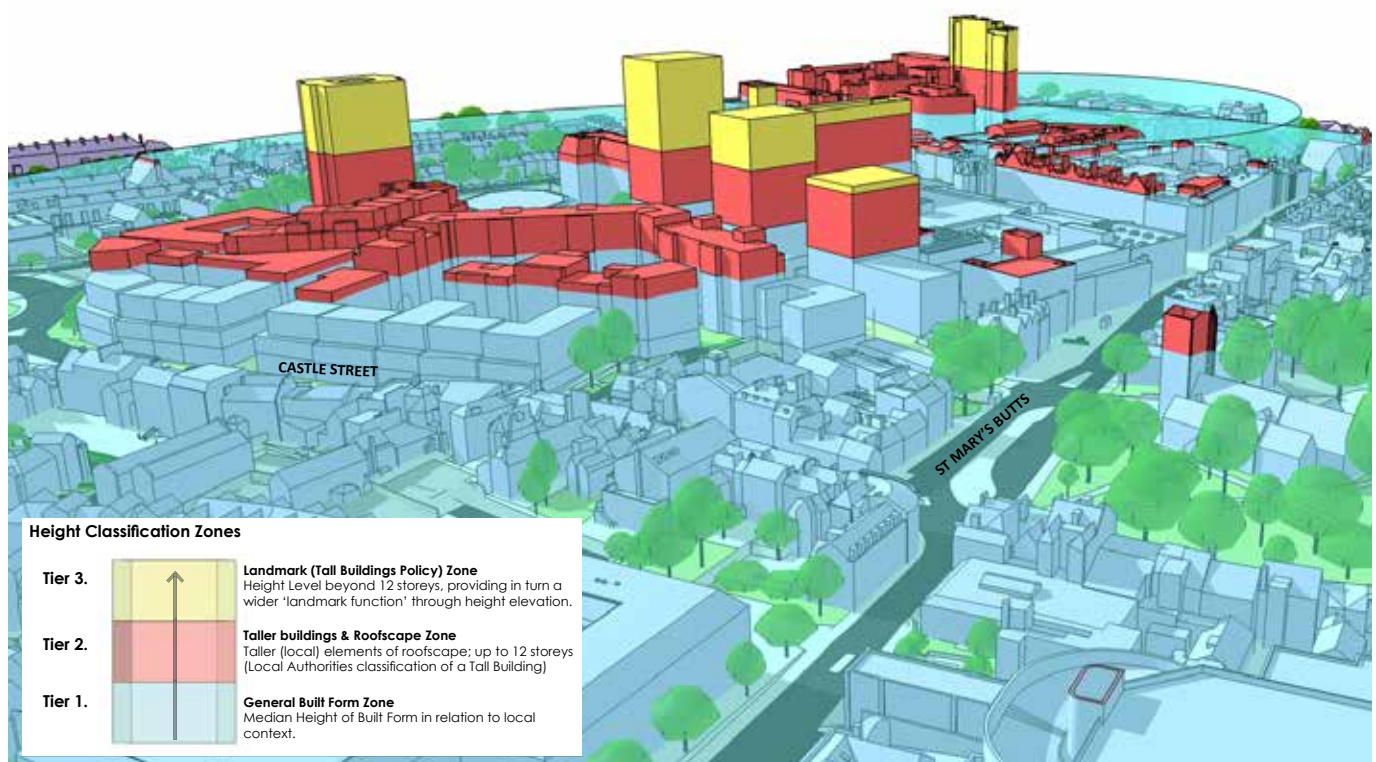 CASTLE STREET
ST MARY'S BUTTS
Height Classification Zones
Tier 3.
Landmark (Tall Buildings Policy) Zone
Height Level beyond 12 storeys, providing in turn a
wider ‘landmark function’ through height elevation.
Tier 2.
Taller buildings & Roofscape Zone
Taller (local) elements of roofscape; up to 12 storeys
(Local Authorities classification of a Tall Building)
Tier 1.
General Built Form Zone
Median Height of Built Form in relation to local
context.